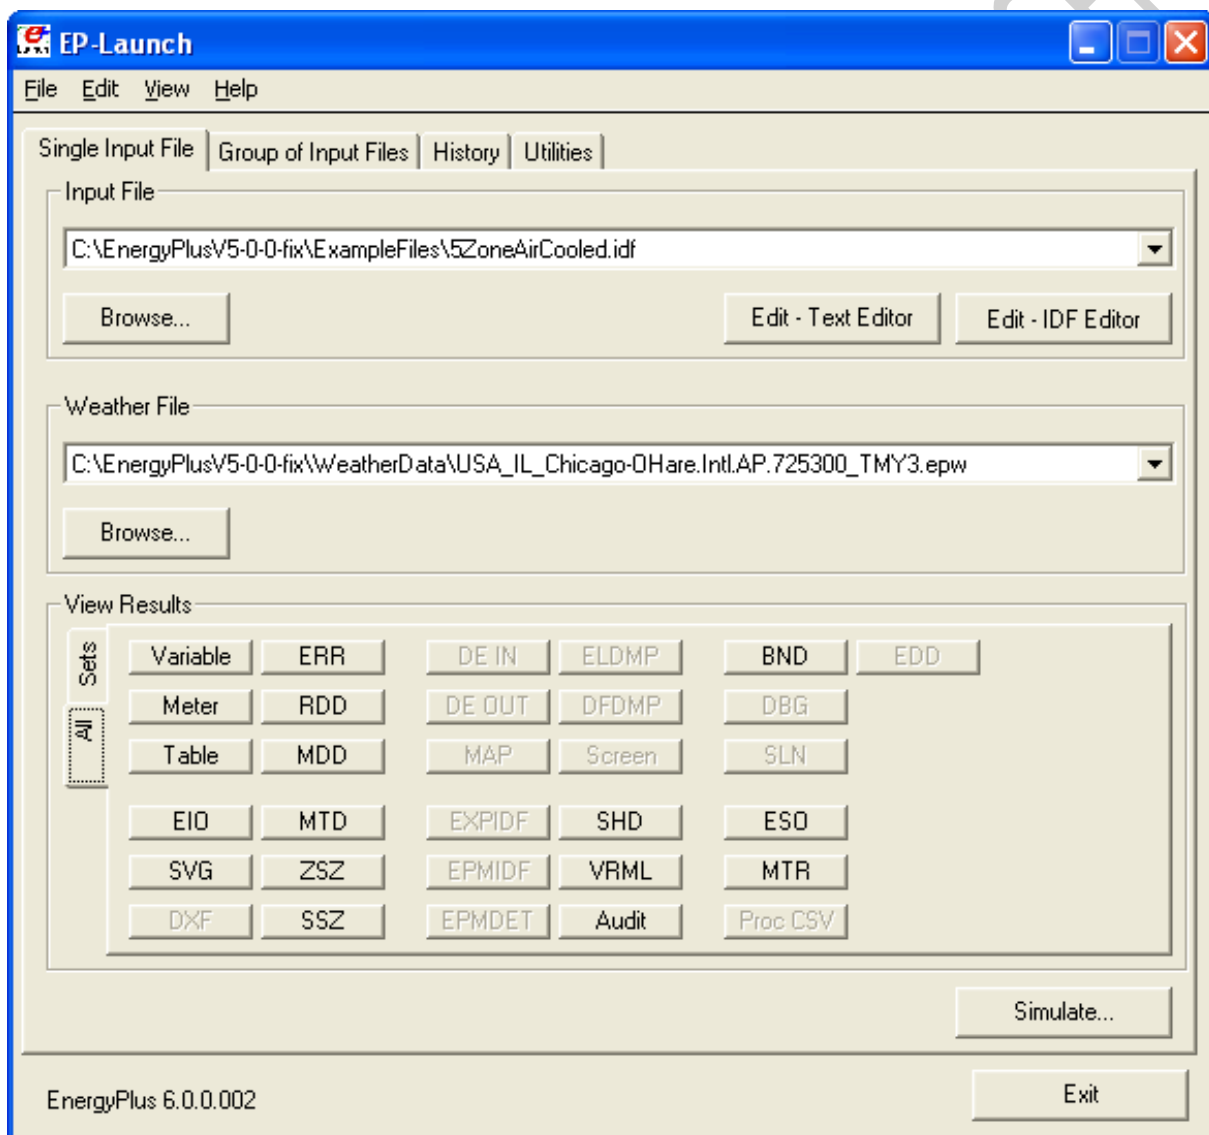 EP-Launch
File Edit View Help
Single Input File Group of Input Files History Utilities
Input File
C:\EnergyPlusV5-0-0-fix\ExampleFiles\5ZoneAirCooled.idf
Browse... Edit - Text Editor Edit - IDF Editor
Weather File
C:\EnergyPlusV5-0-0-fix\WeatherData\USA_IL_Chicago-OHare.Intl.AP.725300_TMY3.epw
Browse...
View Results
Sets
All
Variable ERR DE IN ELDMP BND EDD
Meter RDD DE OUT DFDMP DBG
Table MDD MAP Screen SLN
EIO MTD EXPIDF SHD ESO
SVG ZSZ EPMIDF VRML MTR
DXF SSZ EPMDET Audit Proc CSV
Simulate...
EnergyPlus 6.0.0.002 Exit